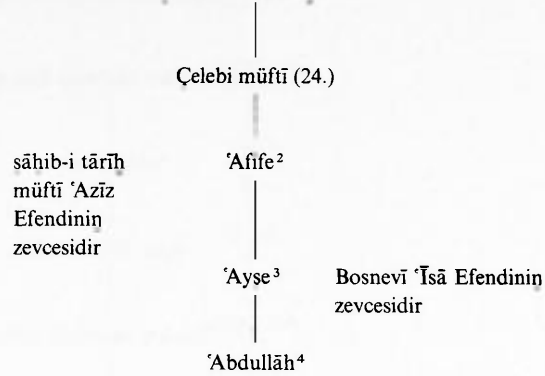 Çelebi müftī (24.)
sāhib-i tārīh
müftī ʿAzīz
Efendinin
zevcesidir
ʿAfife²
ʿAyşe³
Bosnevī ʿĪsā Efendinin
zevcesidir
ʿAbdullāh⁴